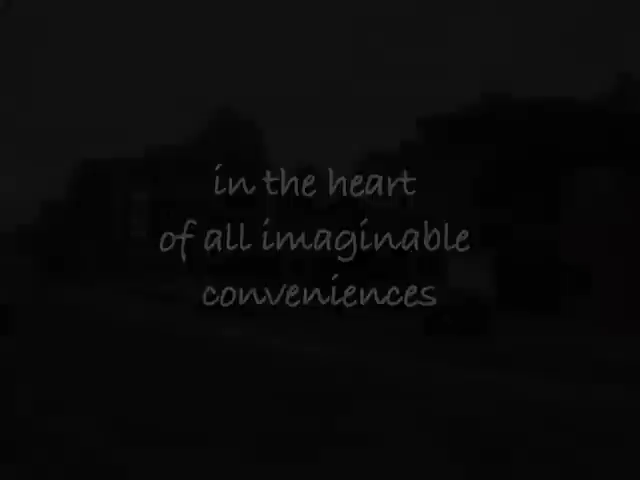 in the heart
of all imaginable
conveniences